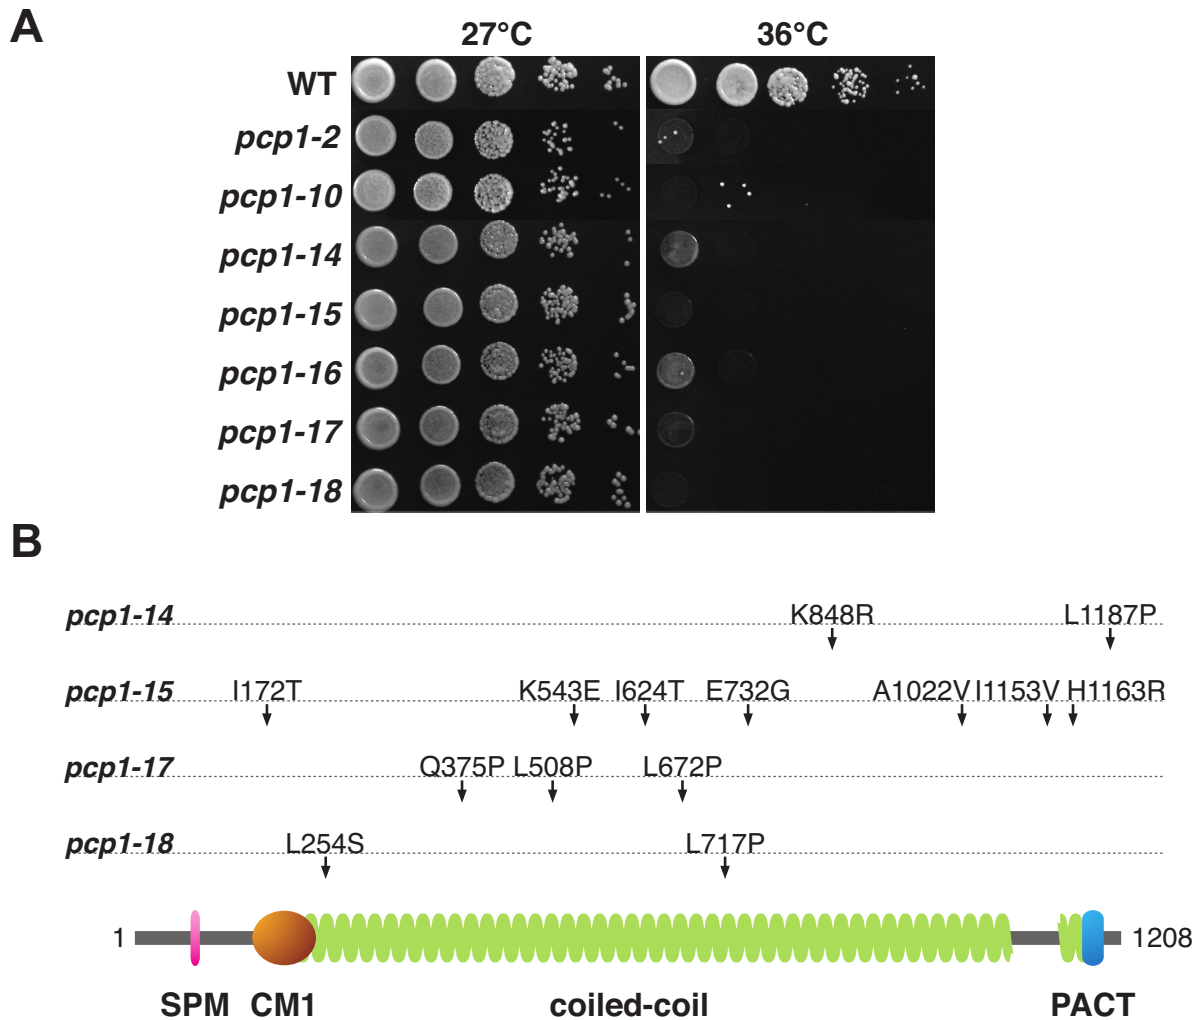 A
27°C 36°C
WT
pcp1-2
pcp1-10
pcp1-14
pcp1-15
pcp1-16
pcp1-17
pcp1-18
B
pcp1-14 K848R L1187P
pcp1-15 I172T K543E I624T E732G A1022V I1153V H1163R
pcp1-17 Q375P L508P L672P
pcp1-18 L254S L717P
1 1208
SPM CM1 coiled-coil PACT